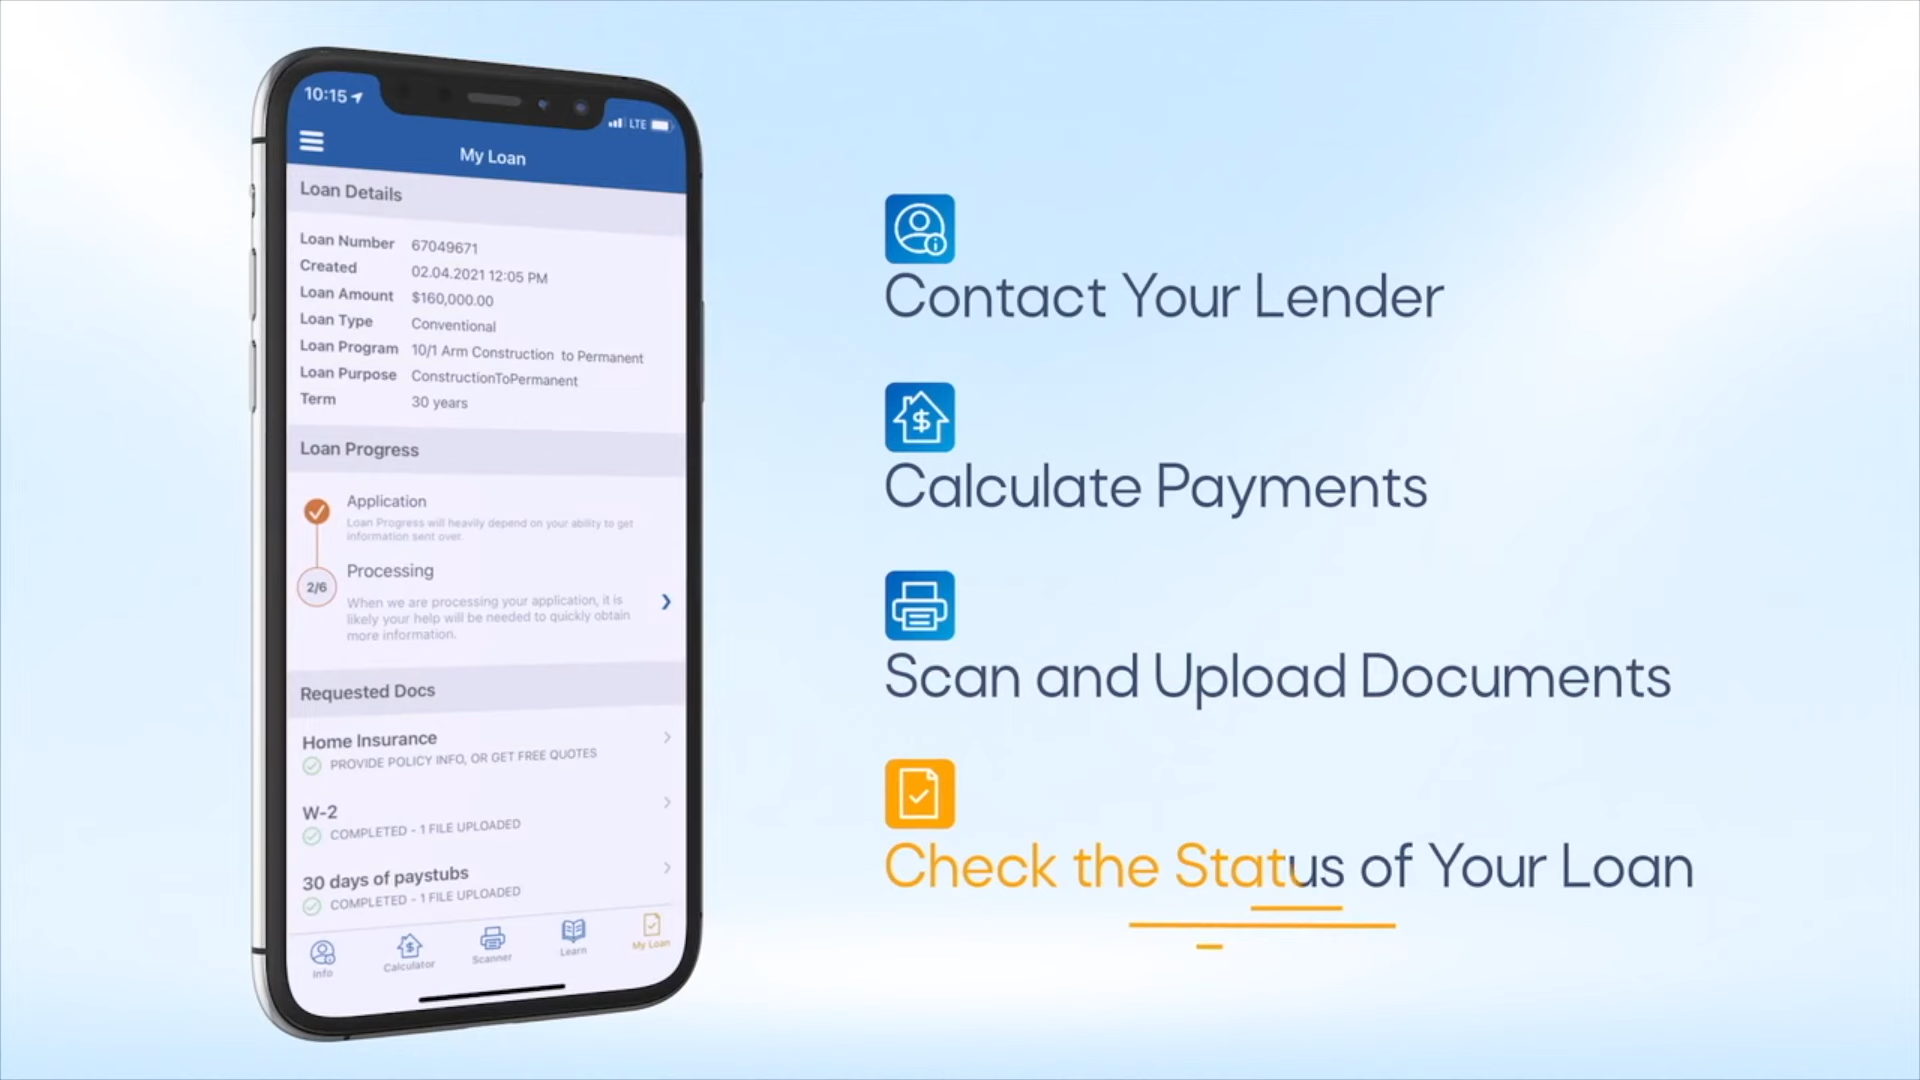 10:15
LTE
My Loan
Loan Details
Loan Number 67049671
Created 02.04.2021 12:05 PM
Loan Amount $160,000.00
Loan Type Conventional
Loan Program 10/1 Arm Construction to Permanent
Loan Purpose ConstructionToPermanent
Term 30 years
Loan Progress
Application
Loan Progress will heavily depend on your ability to get
information sent over.
2/6
Processing
When we are processing your application, it is
likely your help will be needed to quickly obtain
more information.
Requested Docs
Home Insurance
PROVIDE POLICY INFO, OR GET FREE QUOTES
W-2
COMPLETED - 1 FILE UPLOADED
30 days of paystubs
COMPLETED - 1 FILE UPLOADED
Info Calculator Scanner Learn My Loan
Contact Your Lender
Calculate Payments
Scan and Upload Documents
Check the Status of Your Loan